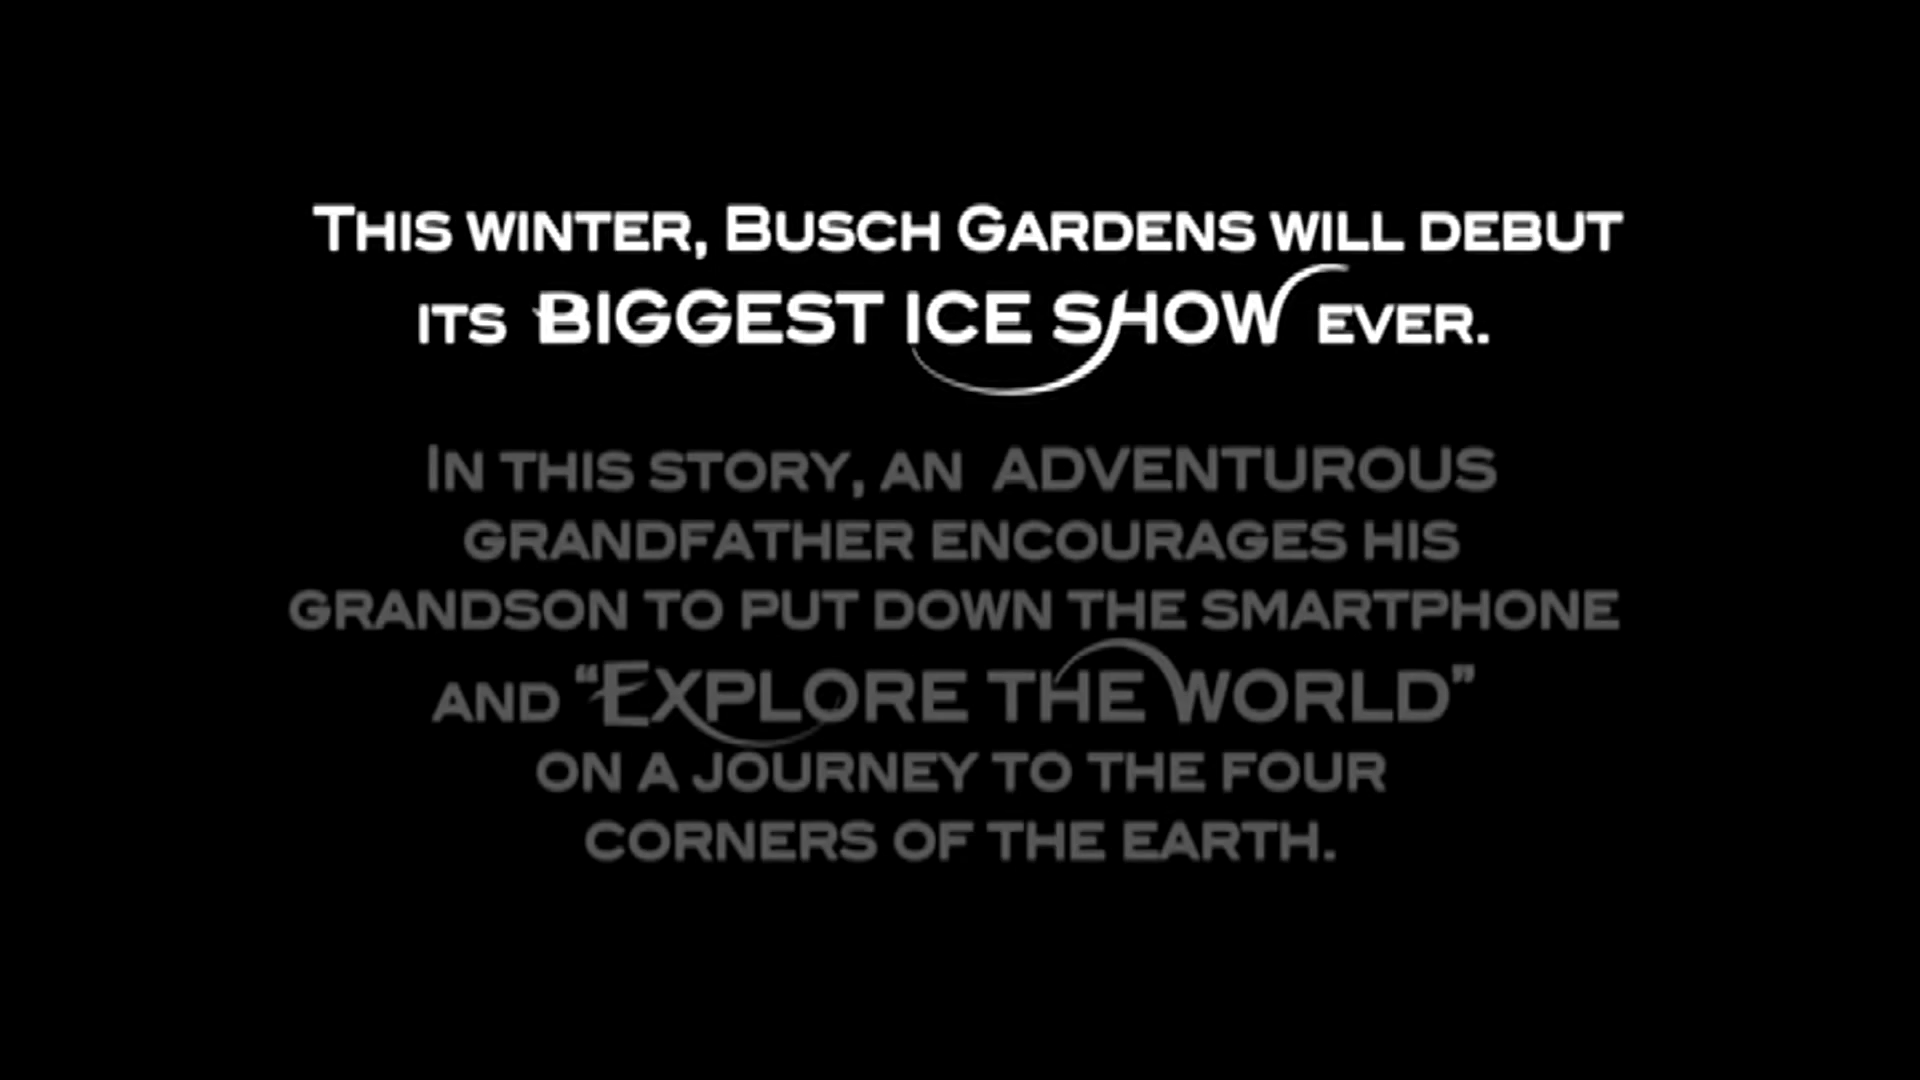 This winter, Busch Gardens will debut
its biggest ice show ever.
In this story, an adventurous
grandfather encourages his
grandson to put down the smartphone
and “Explore the World”
on a journey to the four
corners of the earth.